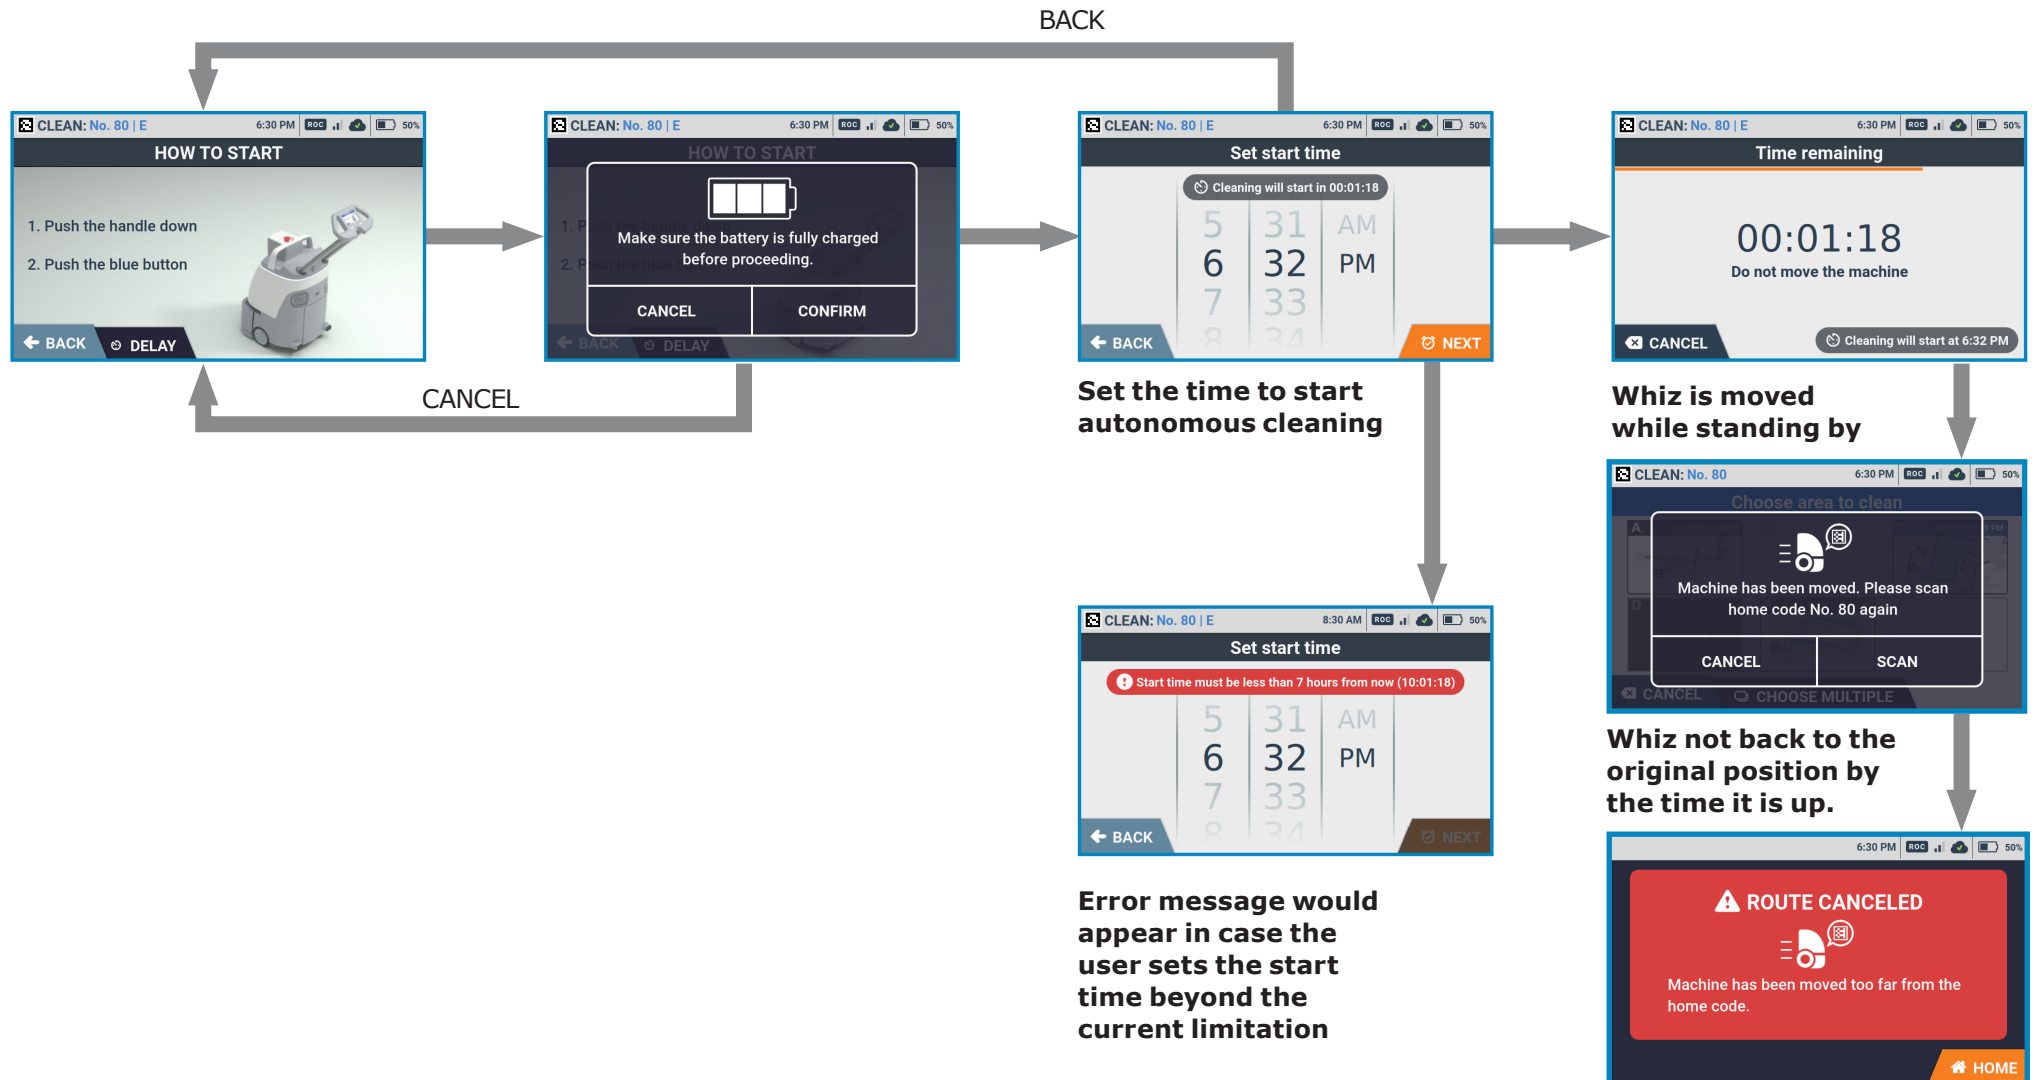 BACK
CLEAN: No. 80 | E 6:30 PM ROC 50%
HOW TO START
1. Push the handle down
2. Push the blue button
BACK
DELAY
CLEAN: No. 80 | E 6:30 PM ROC 50%
HOW TO START
Make sure the battery is fully charged
before proceeding.
CANCEL
CONFIRM
BACK
DELAY
CANCEL
CLEAN: No. 80 | E 6:30 PM ROC 50%
Set start time
Cleaning will start in 00:01:18
5 31 AM
6 32 PM
7 33
8 34
BACK
NEXT
Set the time to start
autonomous cleaning
CLEAN: No. 80 | E 6:30 PM ROC 50%
Time remaining
00:01:18
Do not move the machine
CANCEL
Cleaning will start at 6:32 PM
Whiz is moved
while standing by
CLEAN: No. 80 6:30 PM ROC 50%
Choose area to clean
A
D
Machine has been moved. Please scan
home code No. 80 again
CANCEL
SCAN
CANCEL
CHOOSE MULTIPLE
CLEAN: No. 80 | E 8:30 AM ROC 50%
Set start time
Start time must be less than 7 hours from now (10:01:18)
5 31 AM
6 32 PM
7 33
8 34
BACK
NEXT
Error message would
appear in case the
user sets the start
time beyond the
current limitation
Whiz not back to the
original position by
the time it is up.
6:30 PM ROC 50%
ROUTE CANCELED
Machine has been moved too far from the
home code.
HOME